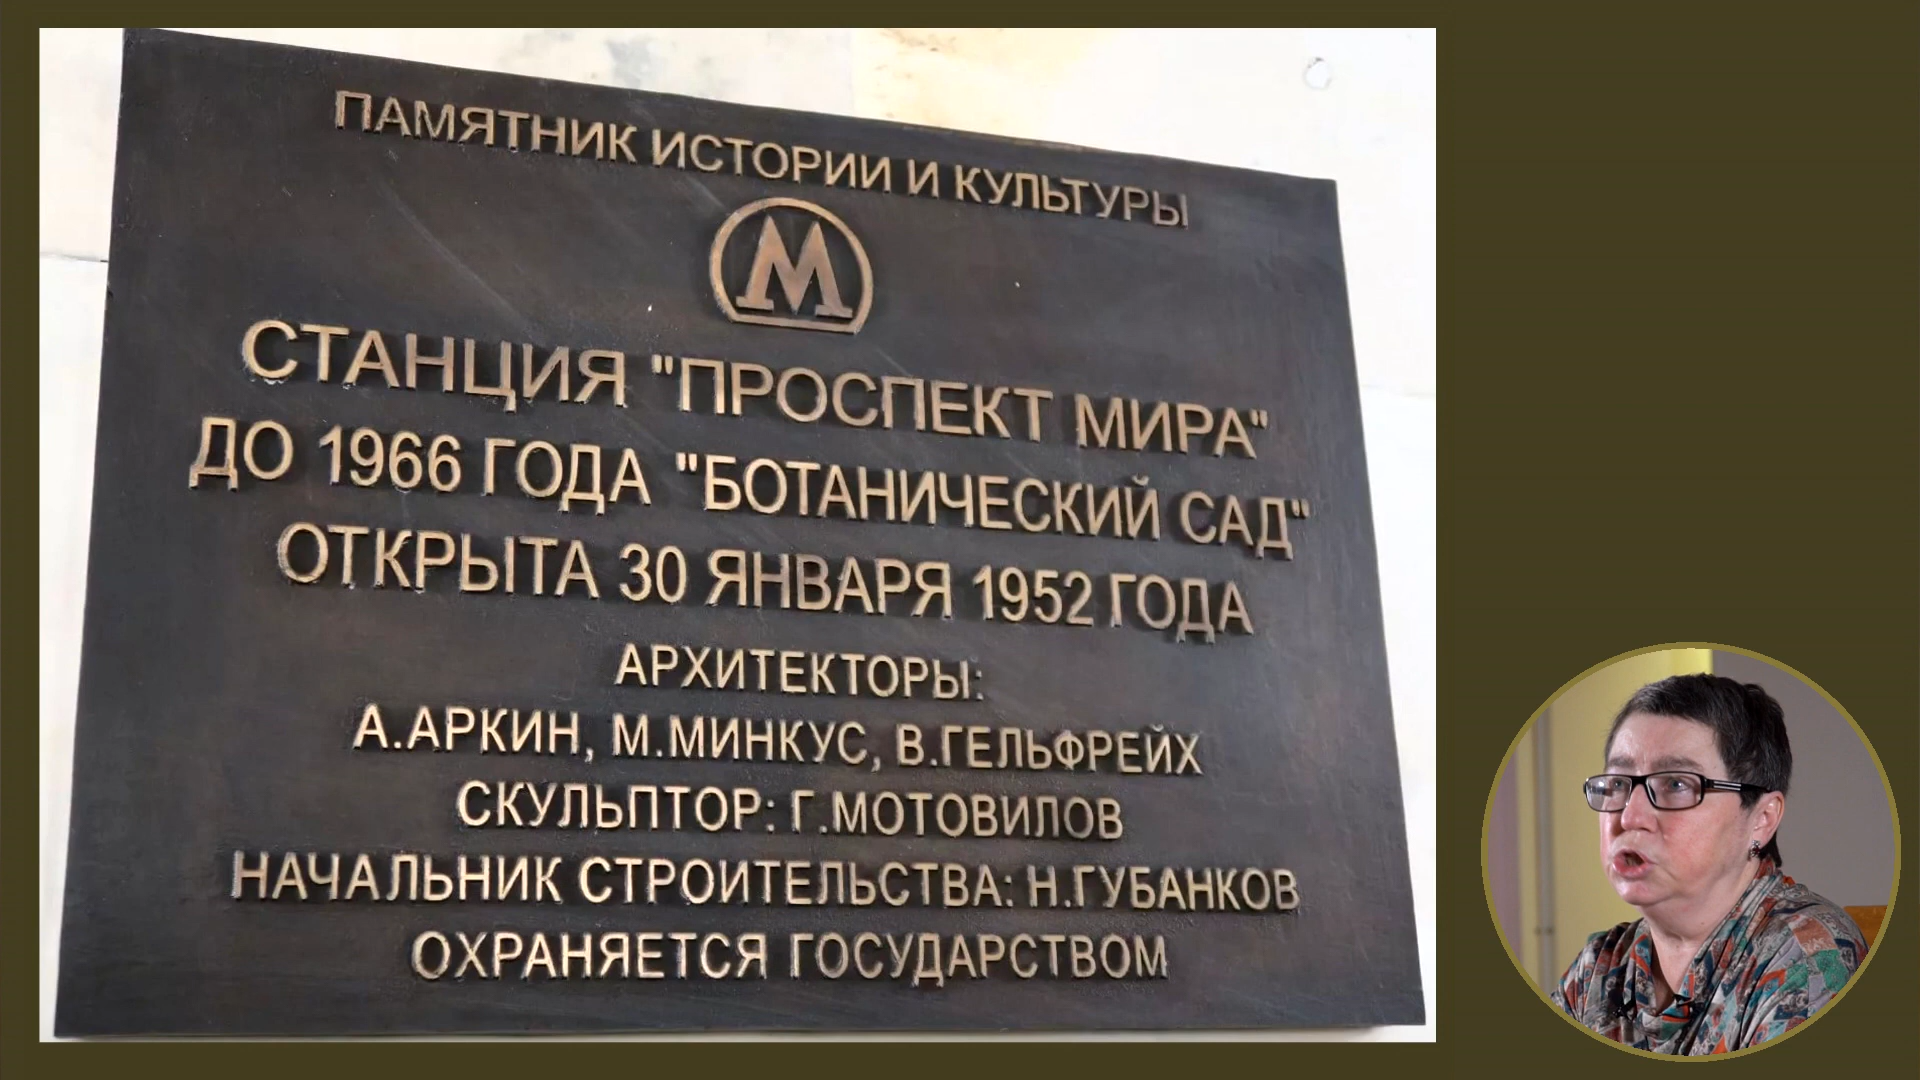 ПАМЯТНИК ИСТОРИИ И КУЛЬТУРЫ
М
СТАНЦИЯ "ПРОСПЕКТ МИРА"
ДО 1966 ГОДА "БОТАНИЧЕСКИЙ САД"
ОТКРЫТА 30 ЯНВАРЯ 1952 ГОДА
АРХИТЕКТОРЫ:
А.АРКИН, М.МИНКУС, В.ГЕЛЬФРЕЙХ
СКУЛЬПТОР: Г.МОТОВИЛОВ
НАЧАЛЬНИК СТРОИТЕЛЬСТВА: Н.ГУБАНКОВ
ОХРАНЯЕТСЯ ГОСУДАРСТВОМ